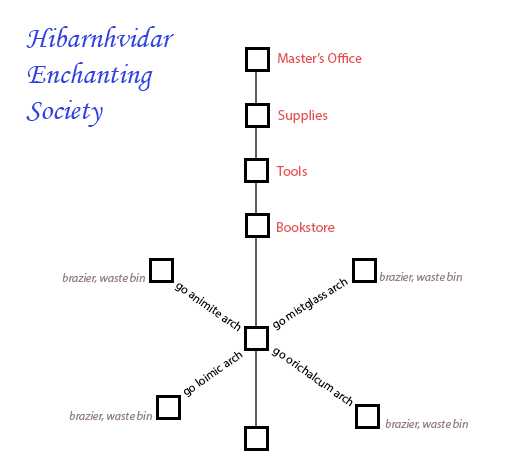 Hibarnhvidar
Enchanting
Society
Master's Office
Supplies
Tools
Bookstore
brazier, waste bin
brazier, waste bin
go animite arch
go mistglass arch
go loimic arch
go orichalcum arch
brazier, waste bin
brazier, waste bin